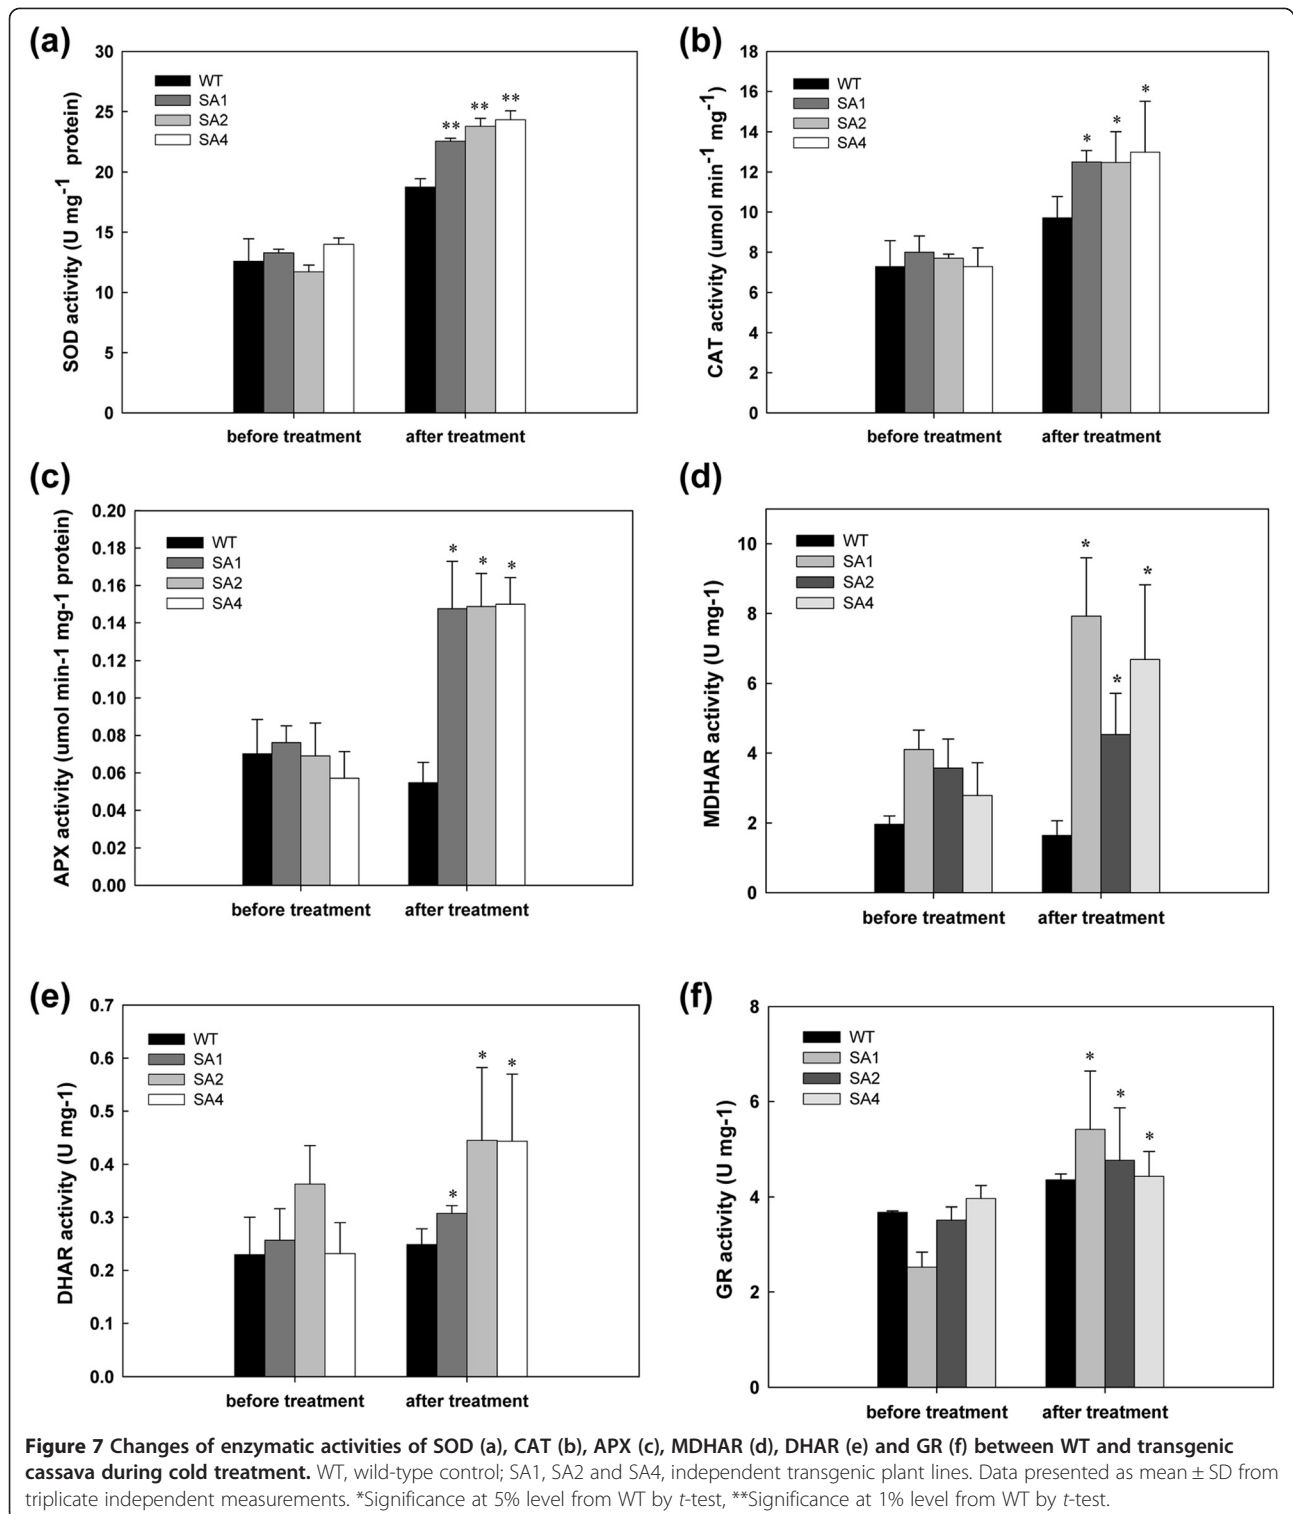 (a)
30
25
20
15
10
5
0
SOD activity (U mg-1 protein)
WT
SA1
SA2
SA4
**
**
**
before treatment
after treatment
(b)
18
16
14
12
10
8
6
4
2
0
CAT activity (umol min-1 mg-1)
WT
SA1
SA2
SA4
*
*
*
before treatment
after treatment
(c)
0.20
0.18
0.16
0.14
0.12
0.10
0.08
0.06
0.04
0.02
0.00
APX activity (umol min-1 mg-1 protein)
WT
SA1
SA2
SA4
*
*
*
before treatment
after treatment
(d)
10
8
6
4
2
0
MDHAR activity (U mg-1)
WT
SA1
SA2
SA4
*
*
*
before treatment
after treatment
(e)
0.7
0.6
0.5
0.4
0.3
0.2
0.1
0.0
DHAR activity (U mg-1)
WT
SA1
SA2
SA4
*
*
*
before treatment
after treatment
(f)
8
6
4
2
0
GR activity (U mg-1)
WT
SA1
SA2
SA4
*
*
*
before treatment
after treatment
Figure 7 Changes of enzymatic activities of SOD (a), CAT (b), APX (c), MDHAR (d), DHAR (e) and GR (f) between WT and transgenic
cassava during cold treatment. WT, wild-type control; SA1, SA2 and SA4, independent transgenic plant lines. Data presented as mean ± SD from
triplicate independent measurements. *Significance at 5% level from WT by t-test, **Significance at 1% level from WT by t-test.